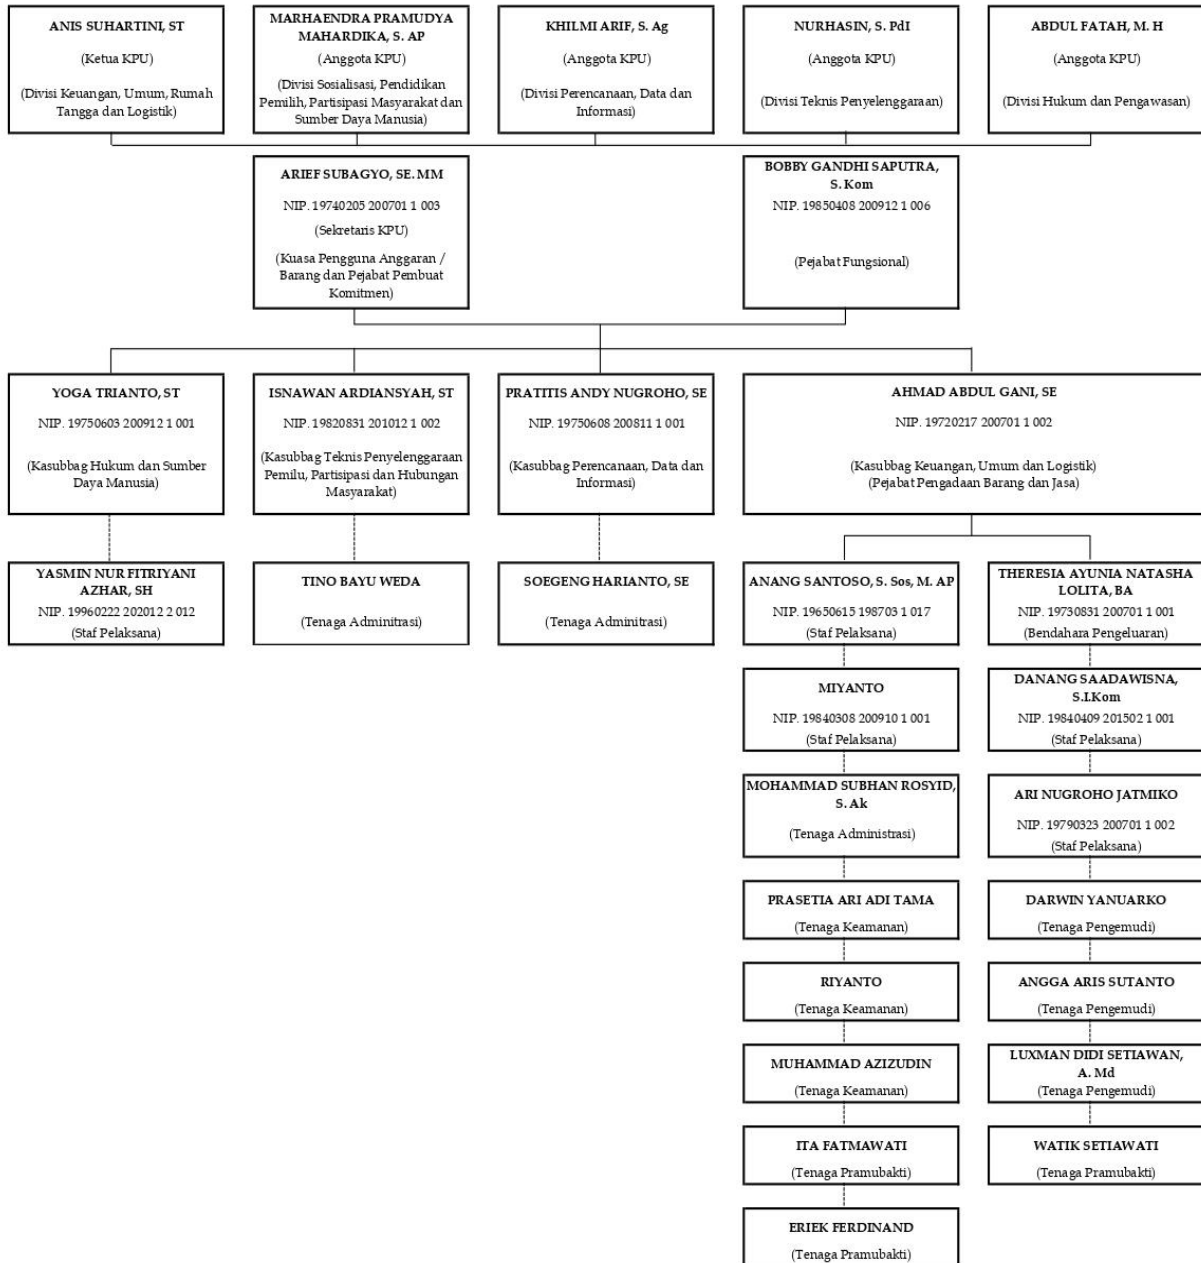 ANIS SUHARTINI, ST
(Ketua KPU)
(Divisi Keuangan, Umum, Rumah
Tangga dan Logistik)
MARHAENDRA PRAMUDYA
MAHARDIKA, S. AP
(Anggota KPU)
(Divisi Sosialisasi, Pendidikan
Pemilih, Partisipasi Masyarakat dan
Sumber Daya Manusia)
KHILMI ARIF, S. Ag
(Anggota KPU)
(Divisi Perencanaan, Data dan
Informasi)
NURHASIN, S. PdI
(Anggota KPU)
(Divisi Teknis Penyelenggaraan)
ABDUL FATAH, M. H
(Anggota KPU)
(Divisi Hukum dan Pengawasan)
ARIEF SUBAGYO, SE. MM
NIP. 19740205 200701 1 003
(Sekretaris KPU)
(Kuasa Pengguna Anggaran /
Barang dan Pejabat Pembuat
Komitmen)
BOBBY GANDHI SAPUTRA,
S. Kom
NIP. 19850408 200912 1 006
(Pejabat Fungsional)
YOGA TRIANTO, ST
NIP. 19750603 200912 1 001
(Kasubbag Hukum dan Sumber
Daya Manusia)
ISNAWAN ARDIANSYAH, ST
NIP. 19820831 201012 1 002
(Kasubbag Teknis Penyelenggaraan
Pemilu, Partisipasi dan Hubungan
Masyarakat)
PRATITIS ANDY NUGROHO, SE
NIP. 19750608 200811 1 001
(Kasubbag Perencanaan, Data dan
Informasi)
AHMAD ABDUL GANI, SE
NIP. 19720217 200701 1 002
(Kasubbag Keuangan, Umum dan Logistik)
(Pejabat Pengadaan Barang dan Jasa)
YASMIN NUR FITRIYANI
AZHAR, SH
NIP. 19960222 202012 2 012
(Staf Pelaksana)
TINO BAYU WEDA
(Tenaga Adminitrasi)
SOEGENG HARIANTO, SE
(Tenaga Adminitrasi)
ANANG SANTOSO, S. Sos, M. AP
NIP. 19650615 198703 1 017
(Staf Pelaksana)
THERESIA AYUNIA NATASHA
LOLITA, BA
NIP. 19730831 200701 1 001
(Bendahara Pengeluaran)
MIYANTO
NIP. 19840308 200910 1 001
(Staf Pelaksana)
DANANG SAADAWISNA,
S.I.Kom
NIP. 19840409 201502 1 001
(Staf Pelaksana)
MOHAMMAD SUBHAN ROSYID,
S. Ak
(Tenaga Administrasi)
ARI NUGROHO JATMIKO
NIP. 19790323 200701 1 002
(Staf Pelaksana)
PRASETIA ARI ADI TAMA
(Tenaga Keamanan)
DARWIN YANUARKO
(Tenaga Pengemudi)
RIYANTO
(Tenaga Keamanan)
ANGGA ARIS SUTANTO
(Tenaga Pengemudi)
MUHAMMAD AZIZUDIN
(Tenaga Keamanan)
LUXMAN DIDI SETIAWAN,
A. Md
(Tenaga Pengemudi)
ITA FATMAWATI
(Tenaga Pramubakti)
WATIK SETIAWATI
(Tenaga Pramubakti)
ERIEK FERDINAND
(Tenaga Pramubakti)